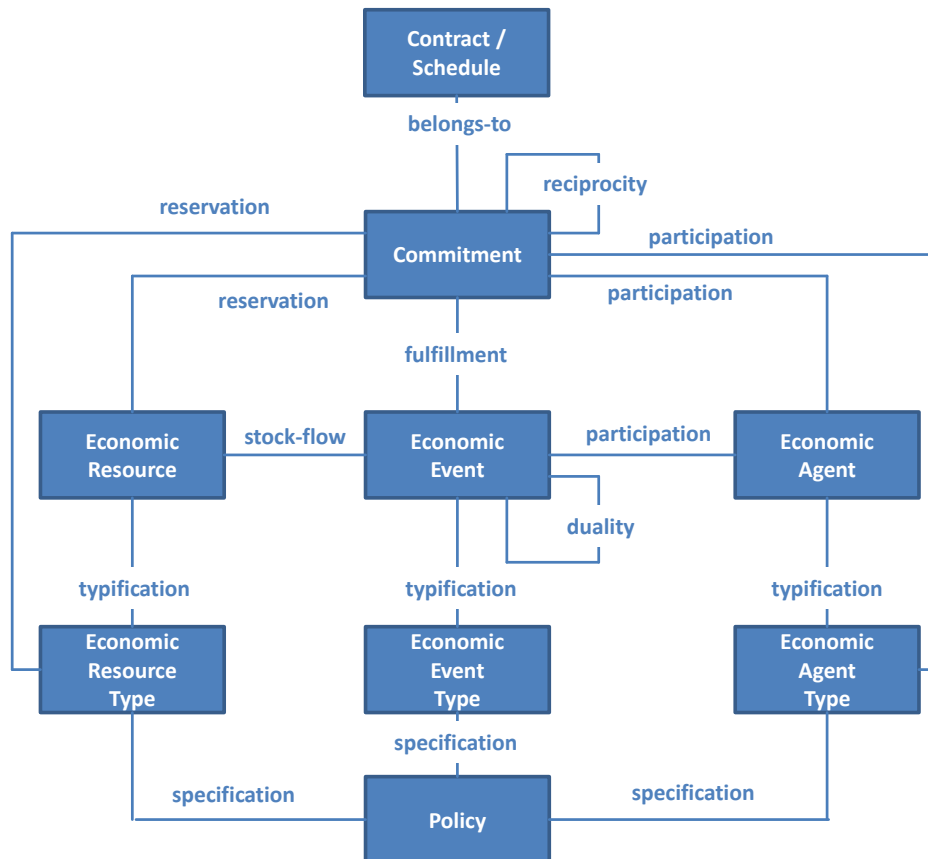 Contract /
Schedule
belongs-to
reciprocity
reservation
participation
Commitment
reservation
participation
fulfillment
Economic
Resource
stock-flow
Economic
Event
participation
Economic
Agent
duality
typification
typification
typification
Economic
Resource
Type
Economic
Event
Type
Economic
Agent
Type
specification
specification
specification
Policy